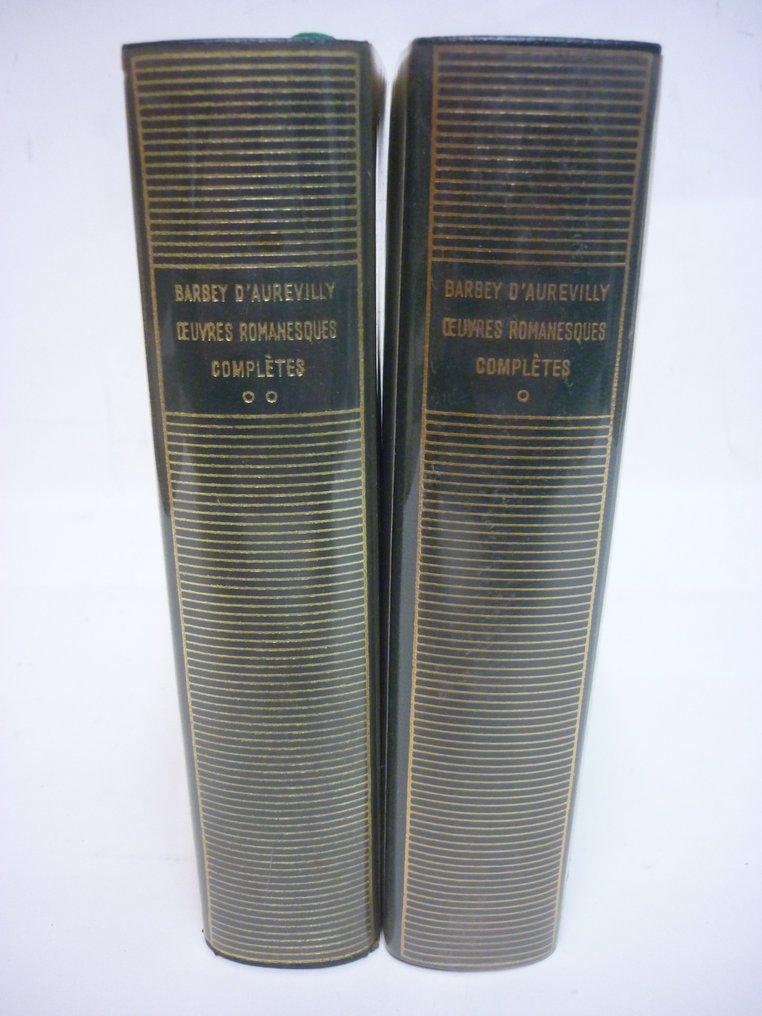 BARBEY D'AUREVILLY
ŒUVRES ROMANESQUES
COMPLÈTES
BARBEY D'AUREVILLY
ŒUVRES ROMANESQUES
COMPLÈTES